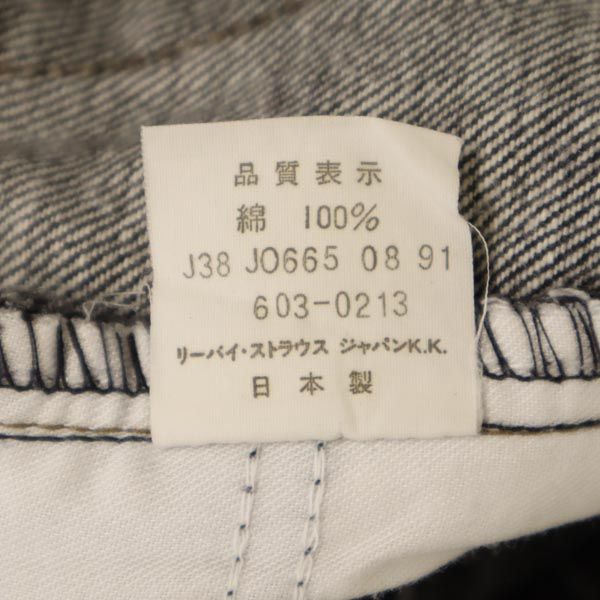 品質表示
綿 100%
J38 JO665 08 91
603-0213
リーバイ・ストラウス ジャパンK.K.
日本製